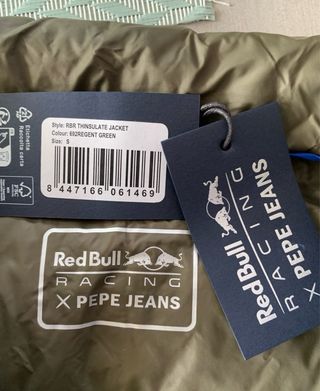 Etichetta
Raccolta carta
Style: RBR THINSULATE JACKET
Colour: 692REGENT GREEN
Size: S
8 447166 061469
Red Bull
RACING
X PEPE JEANS
Red Bull
RACING
X PEPE JEANS